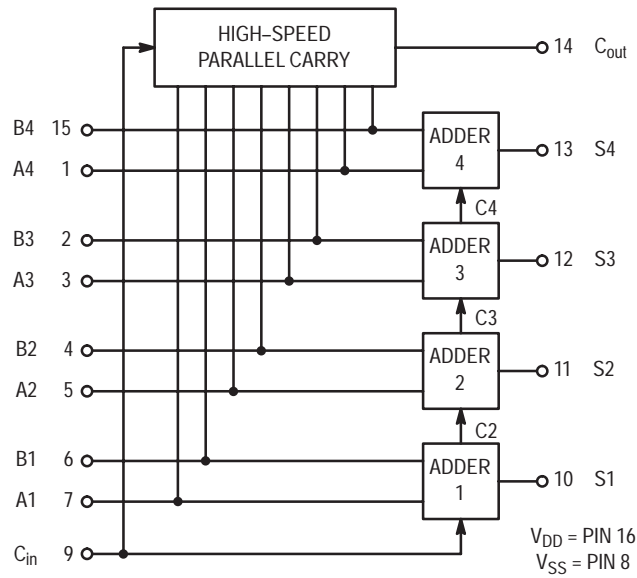 HIGH–SPEED
PARALLEL CARRY
14 Cout
B4 15
ADDER
4
13 S4
A4 1
C4
B3 2
ADDER
3
12 S3
A3 3
C3
B2 4
ADDER
2
11 S2
A2 5
C2
B1 6
ADDER
1
10 S1
A1 7
Cin 9
VDD = PIN 16
VSS = PIN 8